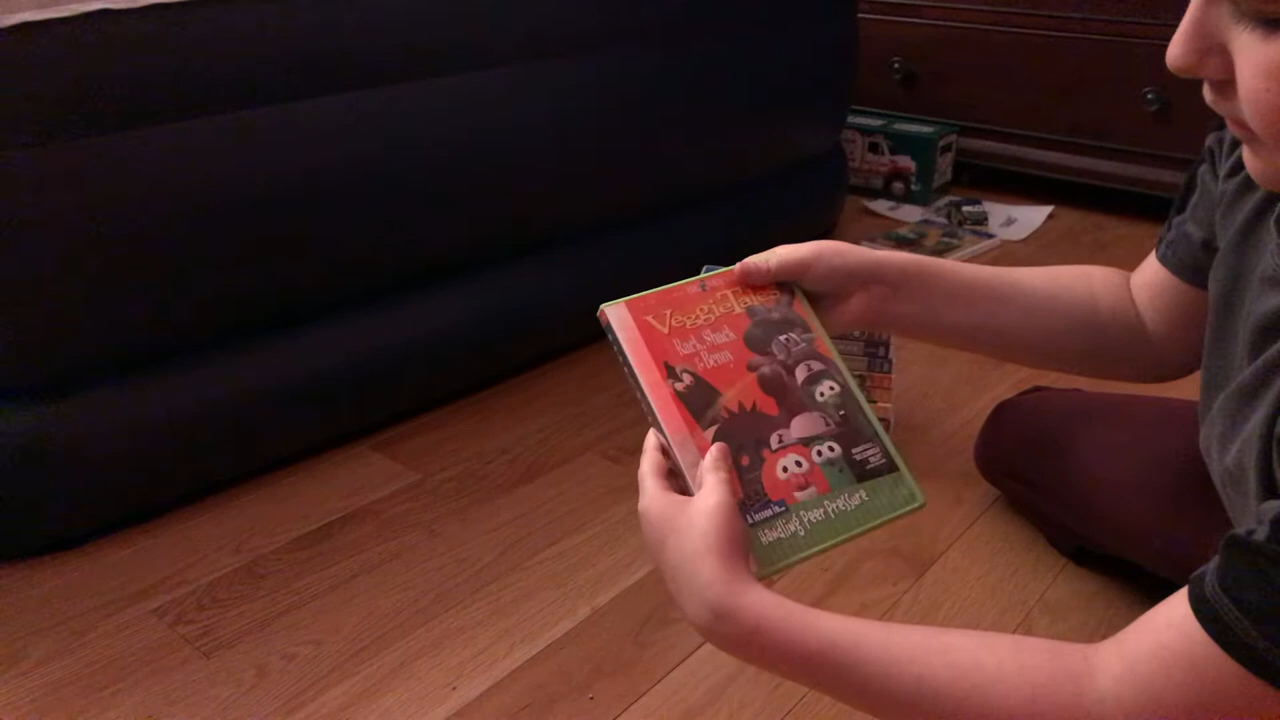 VeggieTales
Rack, Shack
& Benny
A lesson in...
Handling Peer Pressure